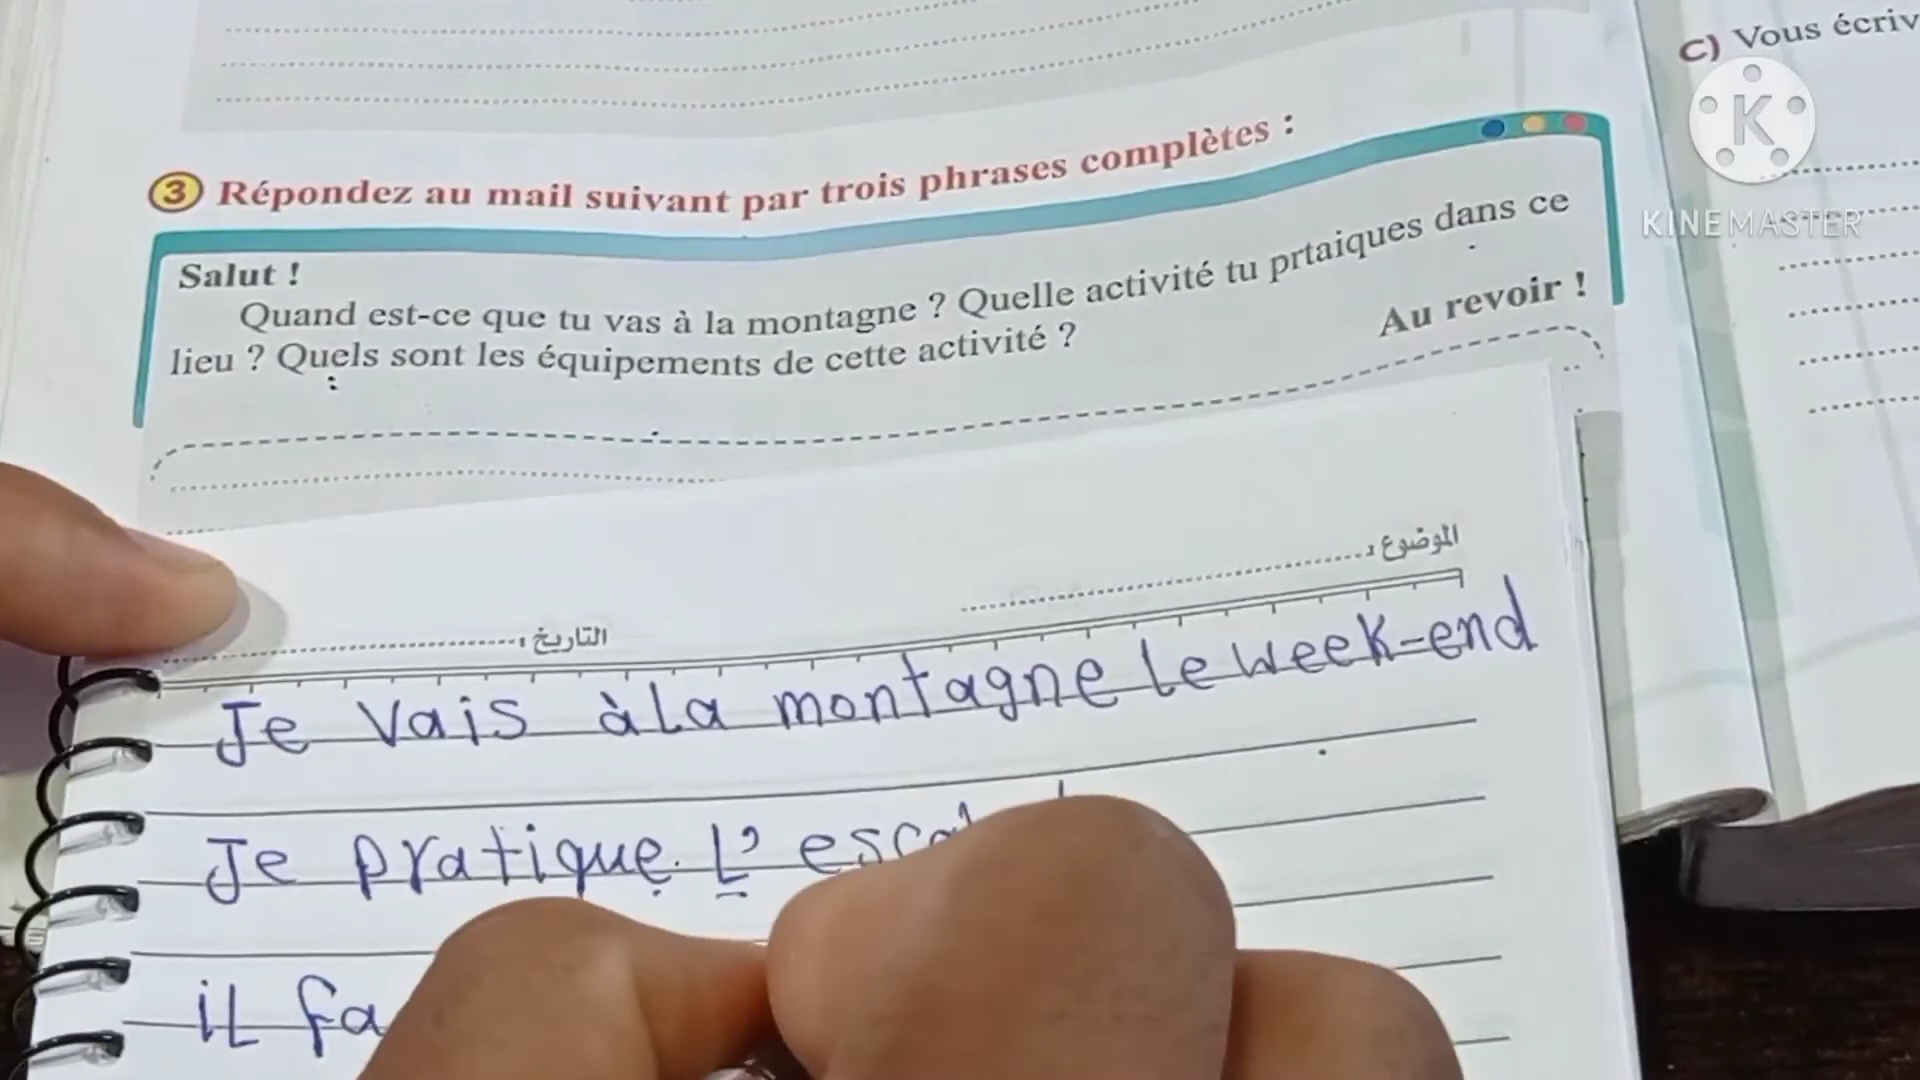 C) Vous écriv
K
KINEMASTER
3 Répondez au mail suivant par trois phrases complètes :
Salut !
Quand est-ce que tu vas à la montagne ? Quelle activité tu prtaiques dans ce
lieu ? Quels sont les équipements de cette activité ?
Au revoir !
الموضوع :
التاريخ :
Je vais à la montagne le week-end
Je pratique L'
il fa